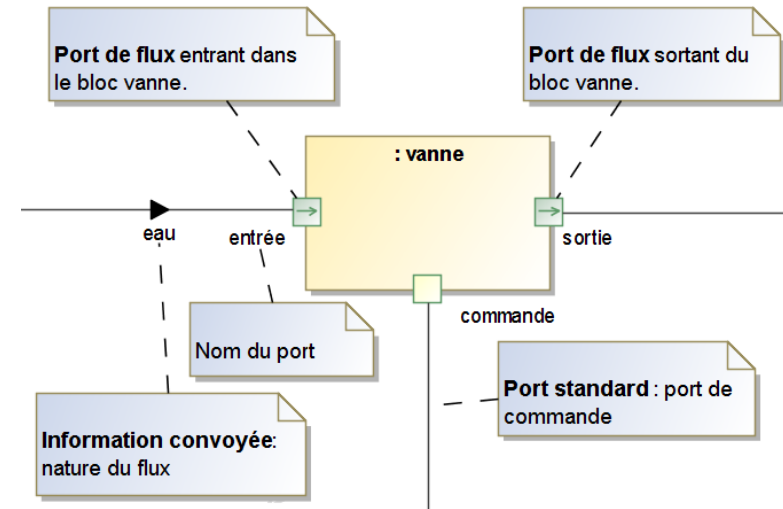 Port de flux entrant dans
le bloc vanne.
Port de flux sortant du
bloc vanne.
: vanne
eau
entrée
sortie
commande
Nom du port
Port standard : port de
commande
Information convoyée:
nature du flux